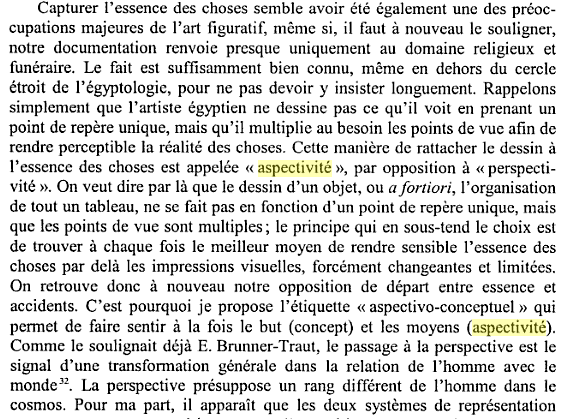 Capturer l'essence des choses semble avoir été également une des préoc-
cupations majeures de l'art figuratif, même si, il faut à nouveau le souligner,
notre documentation renvoie presque uniquement au domaine religieux et
funéraire. Le fait est suffisamment bien connu, même en dehors du cercle
étroit de l'égyptologie, pour ne pas devoir y insister longuement. Rappelons
simplement que l'artiste égyptien ne dessine pas ce qu'il voit en prenant un
point de repère unique, mais qu'il multiplie au besoin les points de vue afin de
rendre perceptible la réalité des choses. Cette manière de rattacher le dessin à
l'essence des choses est appelée « aspectivité », par opposition à « perspecti-
vité ». On veut dire par là que le dessin d'un objet, ou a fortiori, l'organisation
de tout un tableau, ne se fait pas en fonction d'un point de repère unique, mais
que les points de vue sont multiples ; le principe qui en sous-tend le choix est
de trouver à chaque fois le meilleur moyen de rendre sensible l'essence des
choses par delà les impressions visuelles, forcément changeantes et limitées.
On retrouve donc à nouveau notre opposition de départ entre essence et
accidents. C'est pourquoi je propose l'étiquette « aspectivo-conceptuel » qui
permet de faire sentir à la fois le but (concept) et les moyens (aspectivité).
Comme le soulignait déjà E. Brunner-Traut, le passage à la perspective est le
signal d'une transformation générale dans la relation de l'homme avec le
monde³². La perspective présuppose un rang différent de l'homme dans le
cosmos. Pour ma part, il apparaît que les deux systèmes de représentation